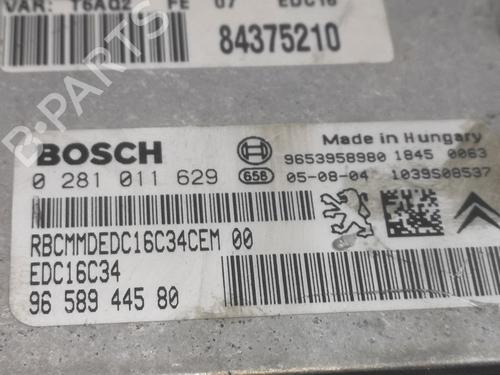 VAR: T6AQ2 FE 07 EDC16
84375210
BOSCH
Made in Hungary
9653958980 1845 0063
0 281 011 629
658 05-08-04 1039S08537
RBCMMDEDC16C34CEM 00
EDC16C34
96 589 445 80
B-Parts